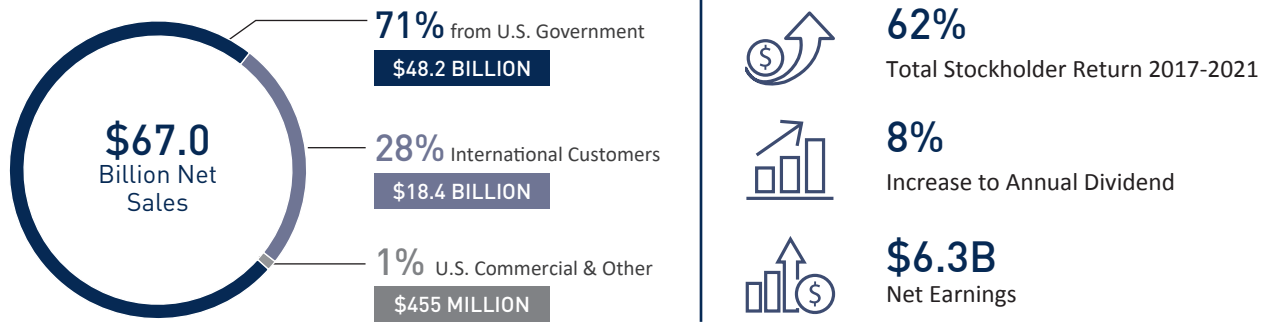 $67.0
Billion Net
Sales
71% from U.S. Government
$48.2 BILLION
28% International Customers
$18.4 BILLION
1% U.S. Commercial & Other
$455 MILLION
$
62%
Total Stockholder Return 2017-2021
8%
Increase to Annual Dividend
$
$6.3B
Net Earnings